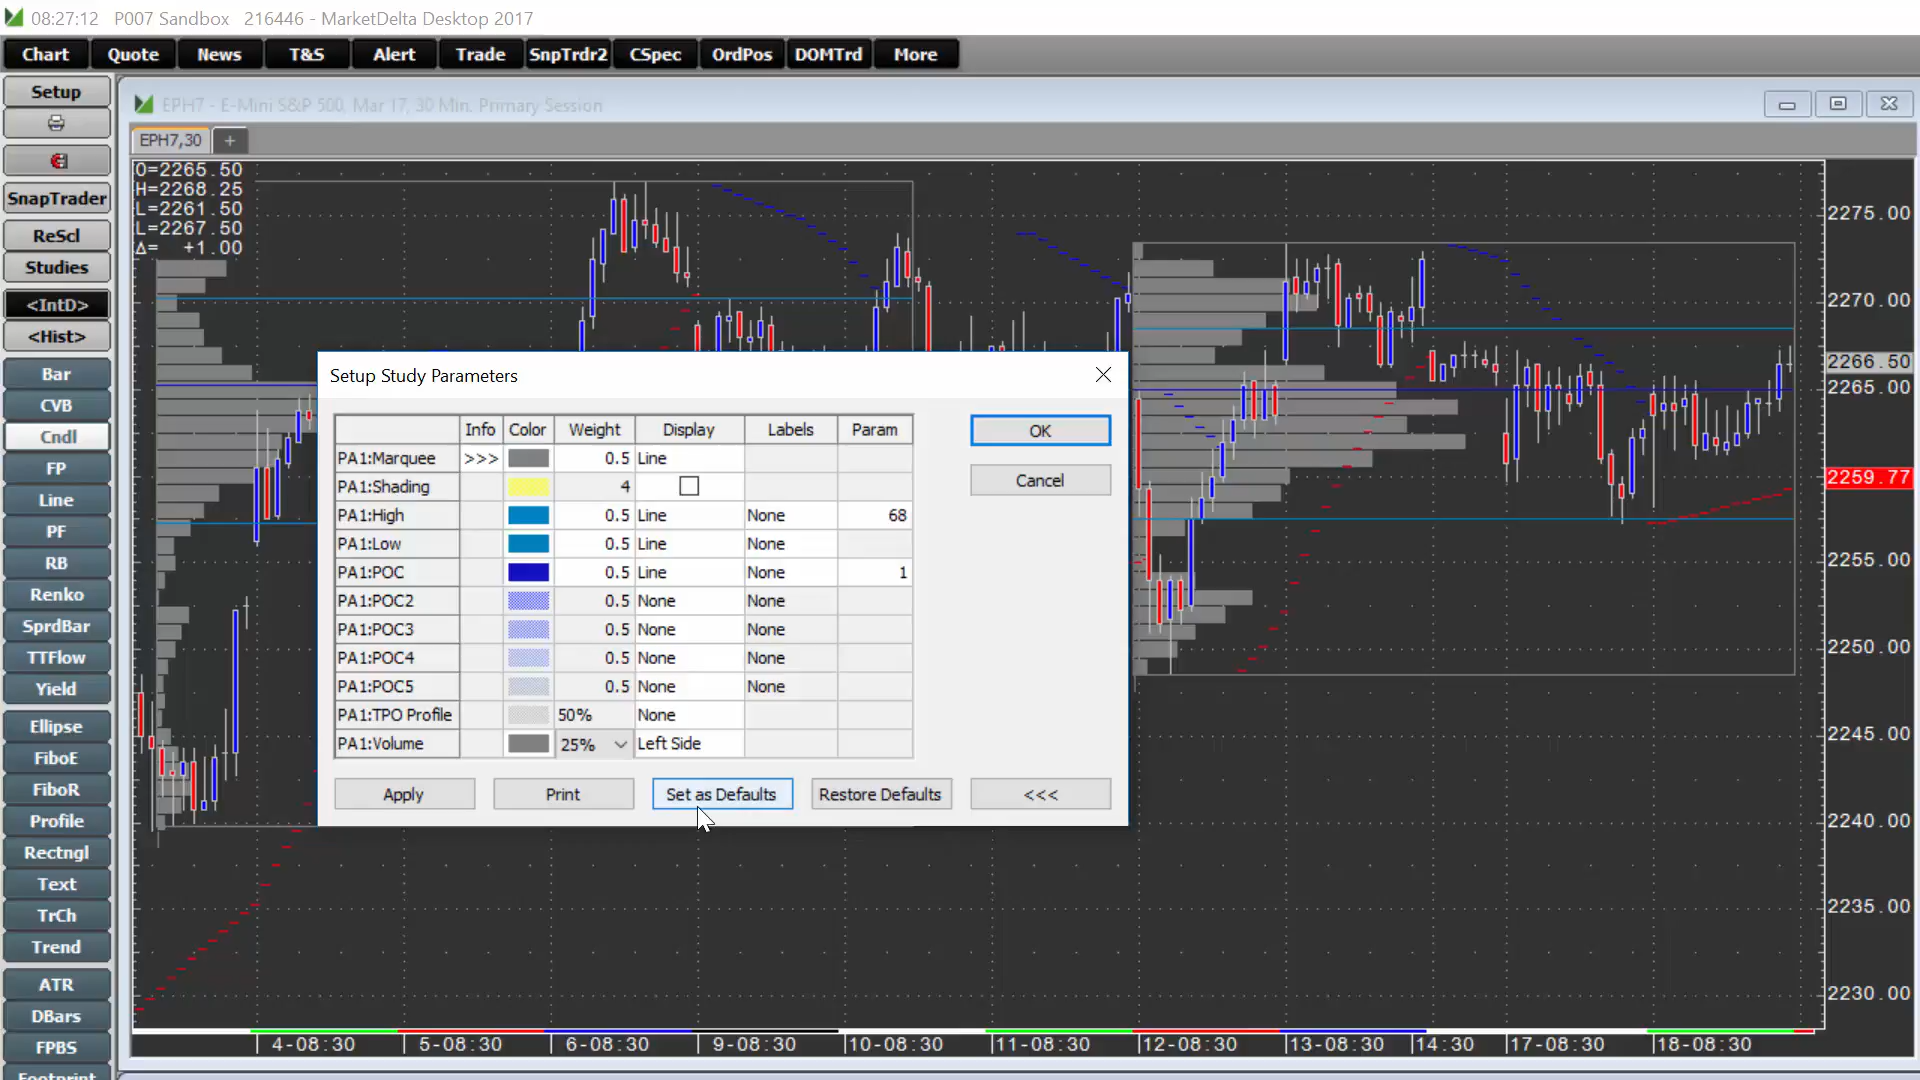 08:27:12 P007 Sandbox 216446 - MarketDelta Desktop 2017
Chart Quote News T&S Alert Trade SnpTrdr2 CSpec OrdPos DOMTrd More
Setup
EPH7 - E-Mini S&P 500, Mar 17, 30 Min. Primary Session
EPH7,30 +
SnapTrader
ReScl
Studies
<IntD>
<Hist>
Bar
CVB
Cndl
FP
Line
PF
RB
Renko
SprdBar
TTFlow
Yield
Ellipse
FiboE
FiboR
Profile
Rectngl
Text
TrCh
Trend
ATR
DBars
FPBS
Footprint
O=2265.50
H=2268.25
L=2261.50
L=2267.50
Δ= +1.00
Setup Study Parameters
Info Color Weight Display Labels Param
PA1:Marquee >>> 0.5 Line
PA1:Shading 4
PA1:High 0.5 Line None 68
PA1:Low 0.5 Line None
PA1:POC 0.5 Line None 1
PA1:POC2 0.5 None None
PA1:POC3 0.5 None None
PA1:POC4 0.5 None None
PA1:POC5 0.5 None None
PA1:TPO Profile 50% None
PA1:Volume 25% Left Side
OK
Cancel
Apply Print Set as Defaults Restore Defaults <<<
2275.00
2270.00
2266.50
2265.00
2259.77
2255.00
2250.00
2245.00
2240.00
2235.00
2230.00
4-08:30 5-08:30 6-08:30 9-08:30 10-08:30 11-08:30 12-08:30 13-08:30 14:30 17-08:30 18-08:30